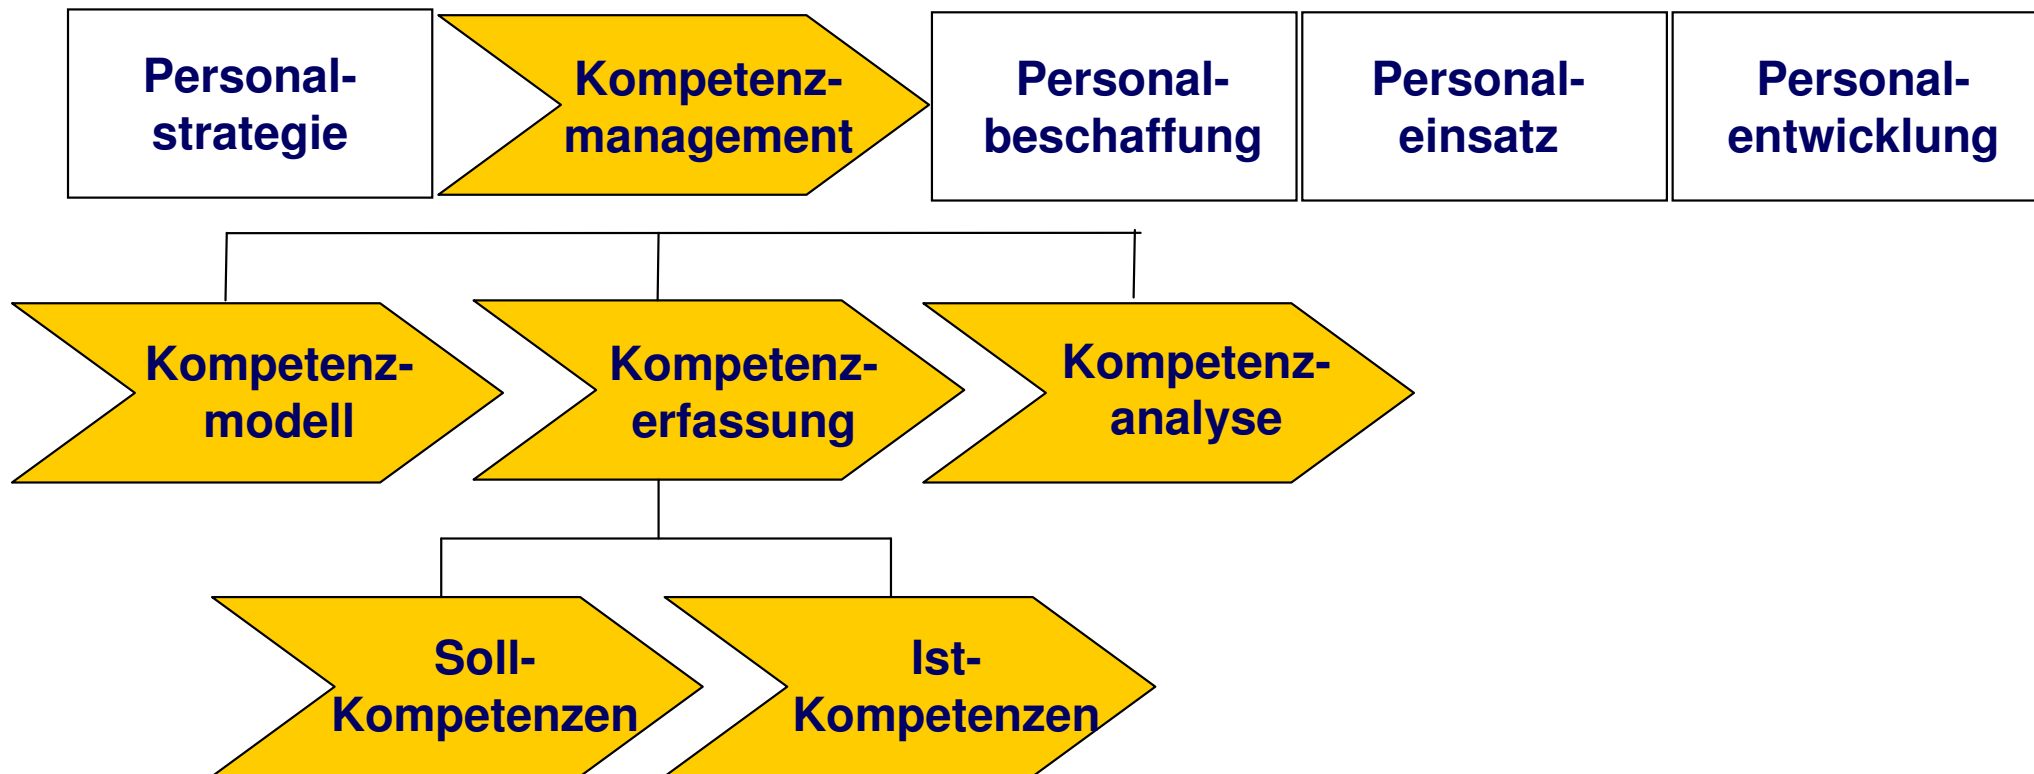 Personal-
strategie
Kompetenz-
management
Personal-
beschaffung
Personal-
einsatz
Personal-
entwicklung
Kompetenz-
modell
Kompetenz-
erfassung
Kompetenz-
analyse
Soll-
Kompetenzen
Ist-
Kompetenzen